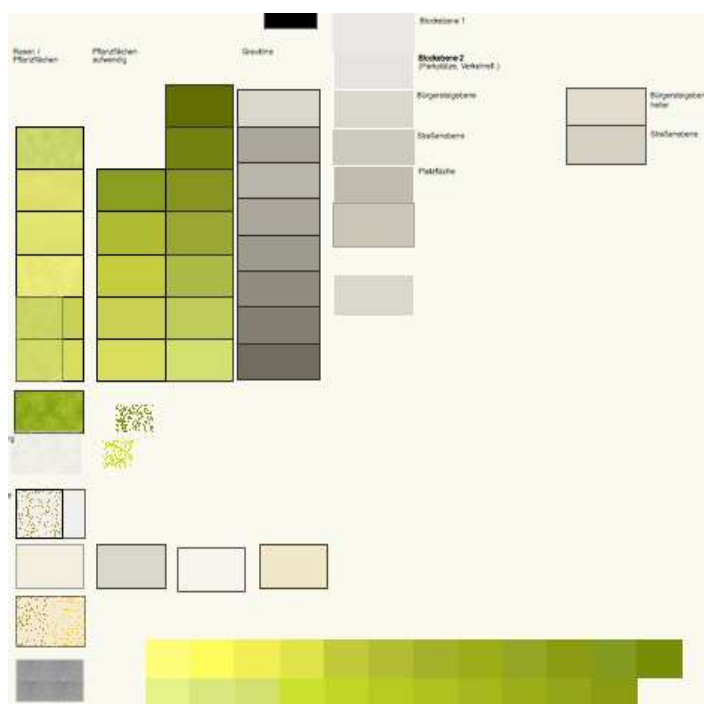 Blockebene 1
Rasen /
Pflanzflächen
Pflanzflächen
aufwendig
Grautöne
Blockebene 2
(Parkplätze, Verkehrsfl.)
Bürgersteigebene
Straßenebene
Platzfläche
Bürgersteigeben
heller
Straßenebene